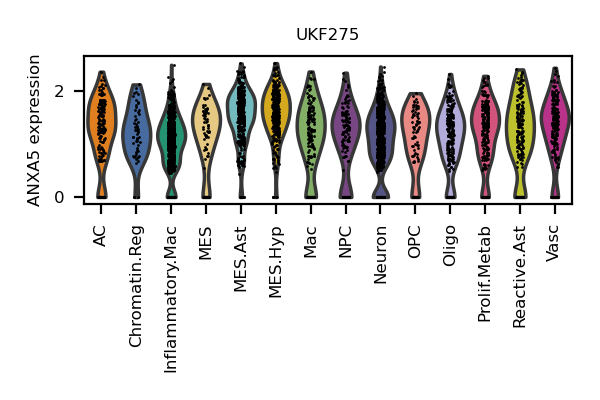 UKF275
ANXA5 expression
2
0
AC
Chromatin.Reg
Inflammatory.Mac
MES
MES.Ast
MES.Hyp
Mac
NPC
Neuron
OPC
Oligo
Prolif.Metab
Reactive.Ast
Vasc